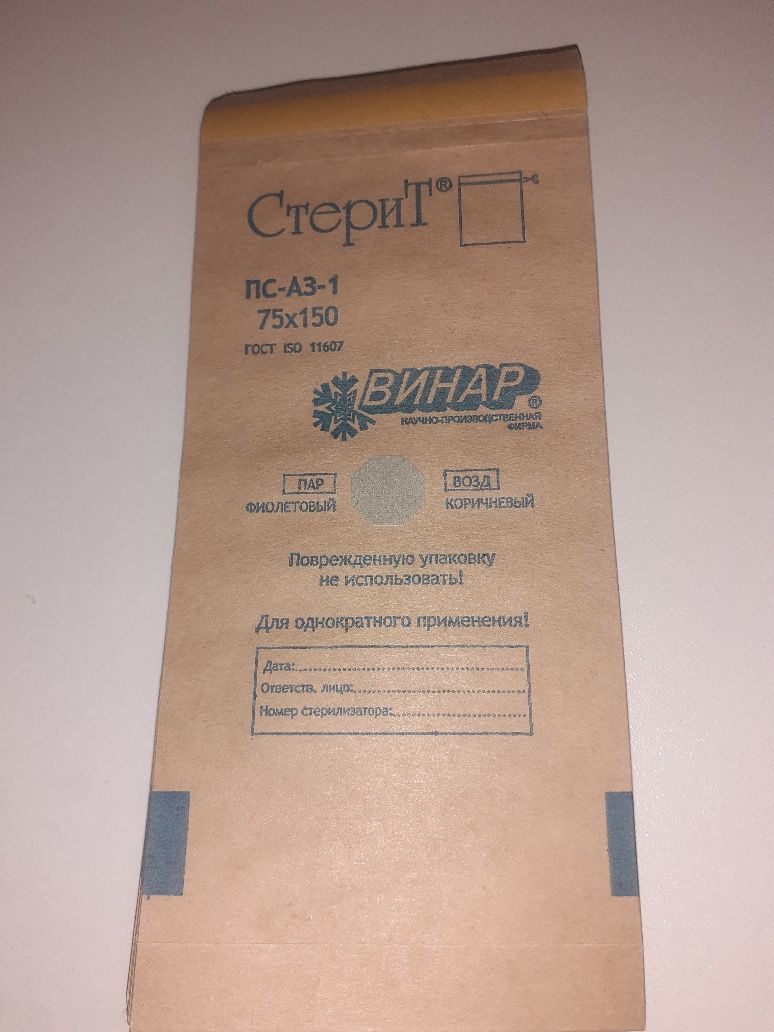 СтериТ®
ПС-АЗ-1
75х150
ГОСТ ISO 11607
ВИНАР®
НАУЧНО-ПРОИЗВОДСТВЕННАЯ
ФИРМА
ПАР
ФИОЛЕТОВЫЙ
ВОЗД
КОРИЧНЕВЫЙ
Поврежденную упаковку
не использовать!
Для однократного применения!
Дата:
Ответств. лицо:
Номер стерилизатора: